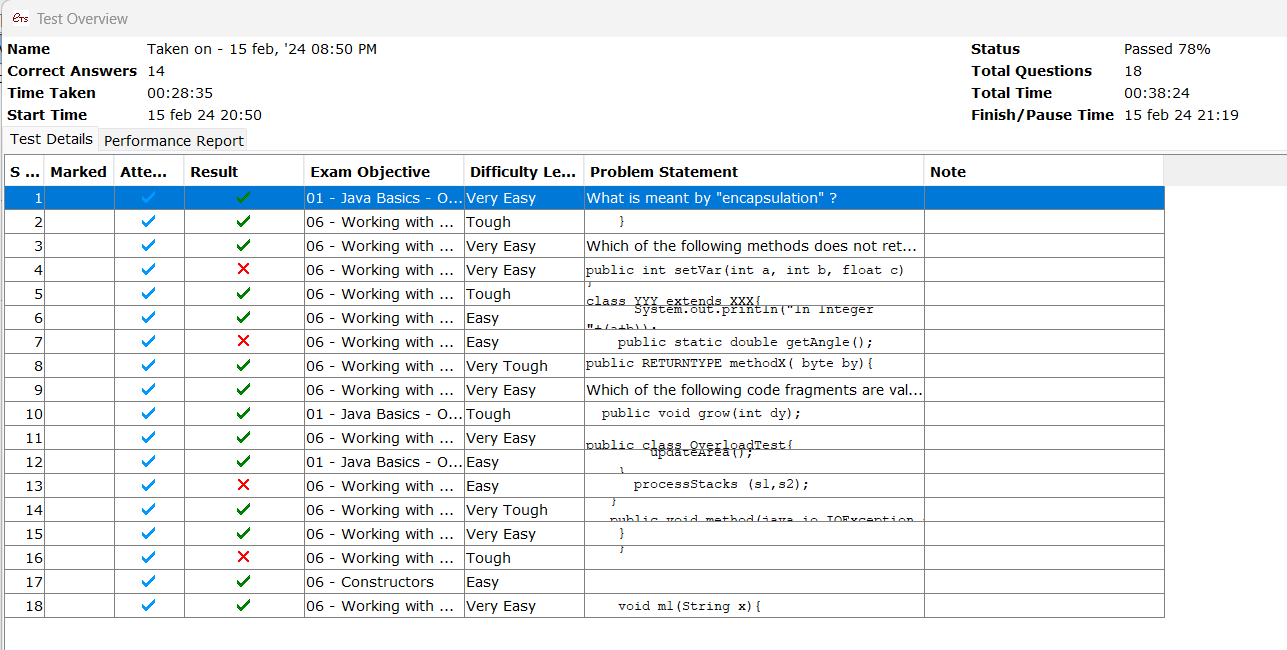 eTS Test Overview
Name Taken on - 15 feb, '24 08:50 PM Status Passed 78%
Correct Answers 14 Total Questions 18
Time Taken 00:28:35 Total Time 00:38:24
Start Time 15 feb 24 20:50 Finish/Pause Time 15 feb 24 21:19
Test Details Performance Report
S ... Marked Atte... Result Exam Objective Difficulty Le... Problem Statement Note
1 01 - Java Basics - O... Very Easy What is meant by "encapsulation" ?
2 06 - Working with ... Tough }
3 06 - Working with ... Very Easy Which of the following methods does not ret...
4 06 - Working with ... Very Easy public int setVar(int a, int b, float c)
5 06 - Working with ... Tough } class YYY extends XXX{
6 06 - Working with ... Easy System.out.println("In Integer "+(a+b));
7 06 - Working with ... Easy public static double getAngle();
8 06 - Working with ... Very Tough public RETURNTYPE methodX( byte by){
9 06 - Working with ... Very Easy Which of the following code fragments are val...
10 01 - Java Basics - O... Tough public void grow(int dy);
11 06 - Working with ... Very Easy public class OverloadTest{
12 01 - Java Basics - O... Easy updateArea(); }
13 06 - Working with ... Easy processStacks (s1,s2);
14 06 - Working with ... Very Tough } public void method(java.io.IOException
15 06 - Working with ... Very Easy }
16 06 - Working with ... Tough }
17 06 - Constructors Easy
18 06 - Working with ... Very Easy void m1(String x){